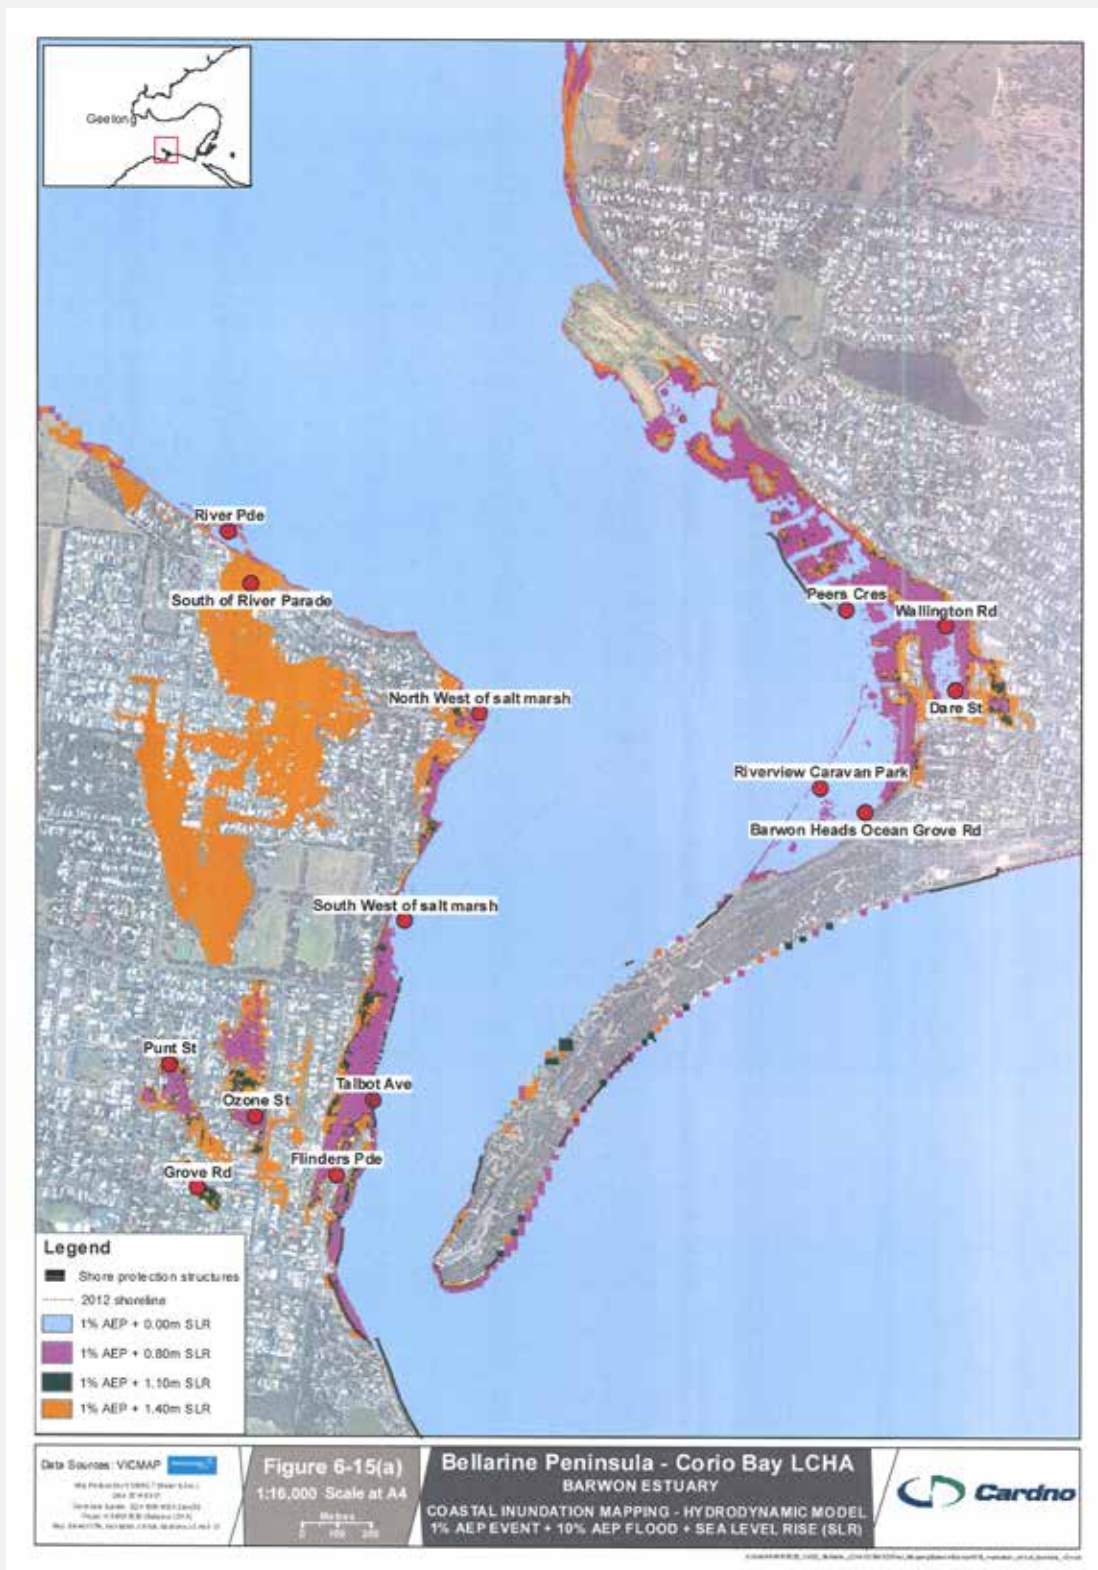 Geelong
River Pde
South of River Parade
Peers Cres
Wallington Rd
North West of salt marsh
Dare St
Riverview Caravan Park
Barwon Heads Ocean Grove Rd
South West of salt marsh
Punt St
Talbot Ave
Ozone St
Flinders Pde
Grove Rd
Legend
Shore protection structures
2012 shoreline
1% AEP + 0.00m SLR
1% AEP + 0.80m SLR
1% AEP + 1.10m SLR
1% AEP + 1.40m SLR
Data Sources: VICMAP
Figure 6-15(a)
1:16,000 Scale at A4
Metres
0 100 200
Bellarine Peninsula - Corio Bay LCHA
BARWON ESTUARY
COASTAL INUNDATION MAPPING - HYDRODYNAMIC MODEL
1% AEP EVENT + 10% AEP FLOOD + SEA LEVEL RISE (SLR)
Cardno